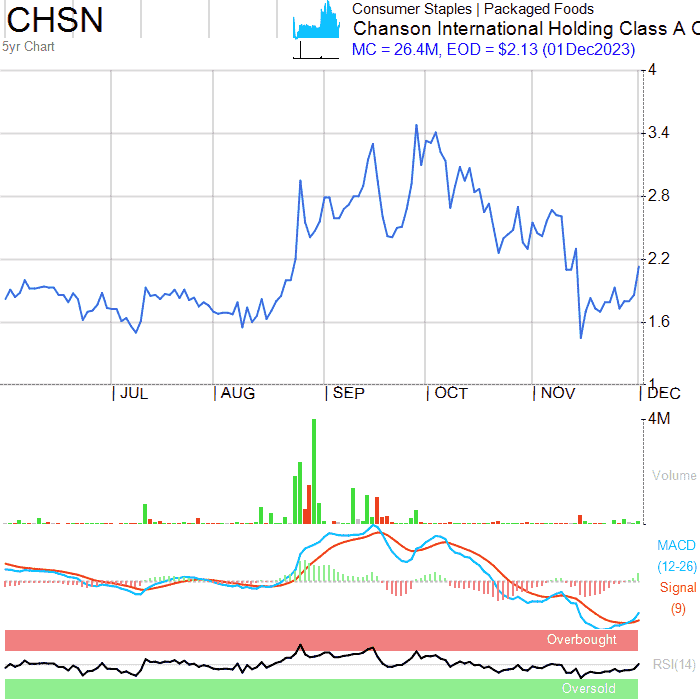 CHSN
5yr Chart
Consumer Staples | Packaged Foods
Chanson International Holding Class A O
MC = 26.4M, EOD = $2.13 (01Dec2023)
4
3.4
2.8
2.2
1.6
1
JUL AUG SEP OCT NOV DEC
4M
Volume
MACD
(12-26)
Signal
(9)
Overbought
RSI(14)
Oversold